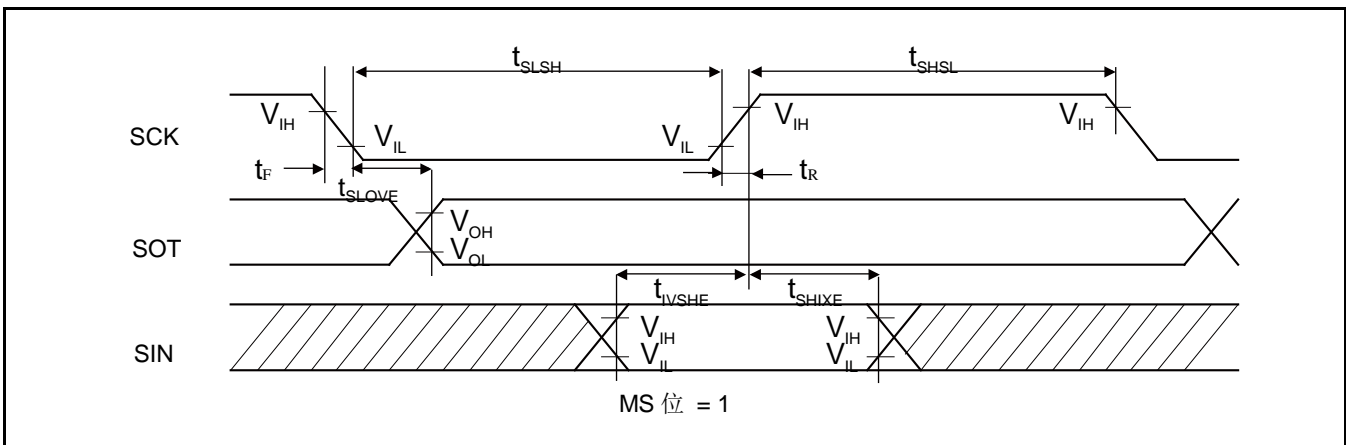 tSLSH tSHSL
SCK VIH VIL VIL VIH VIH
tF tSLOVE tR
SOT VOH
VOL
tIVSHE tSHIXE
SIN VIH VIH
VIL VIL
MS 位 = 1